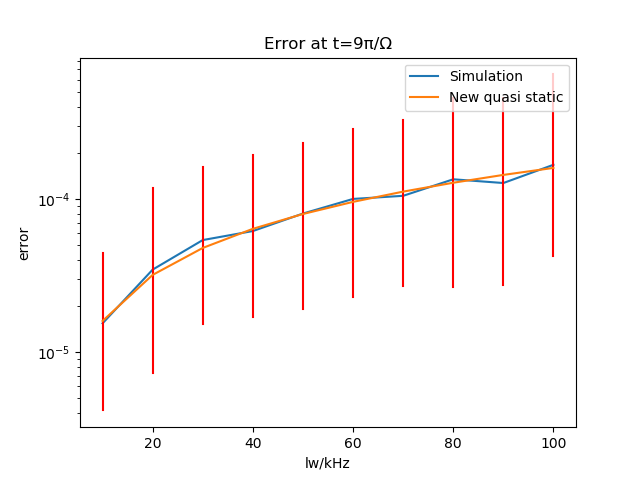 Error at t=9π/Ω
Simulation
New quasi static
error
10⁻⁴
10⁻⁵
20 40 60 80 100
lw/kHz